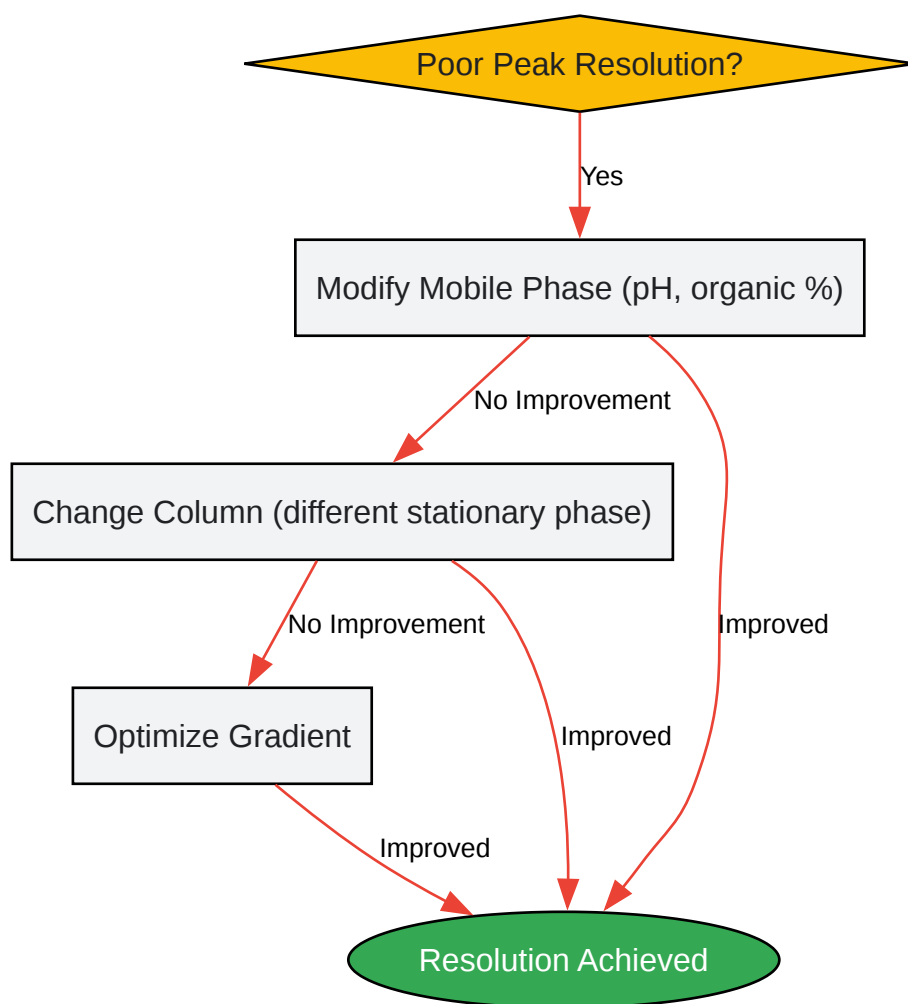 Poor Peak Resolution?
Yes
Modify Mobile Phase (pH, organic %)
No Improvement
Change Column (different stationary phase)
No Improvement
Improved
Optimize Gradient
Improved
Improved
Resolution Achieved